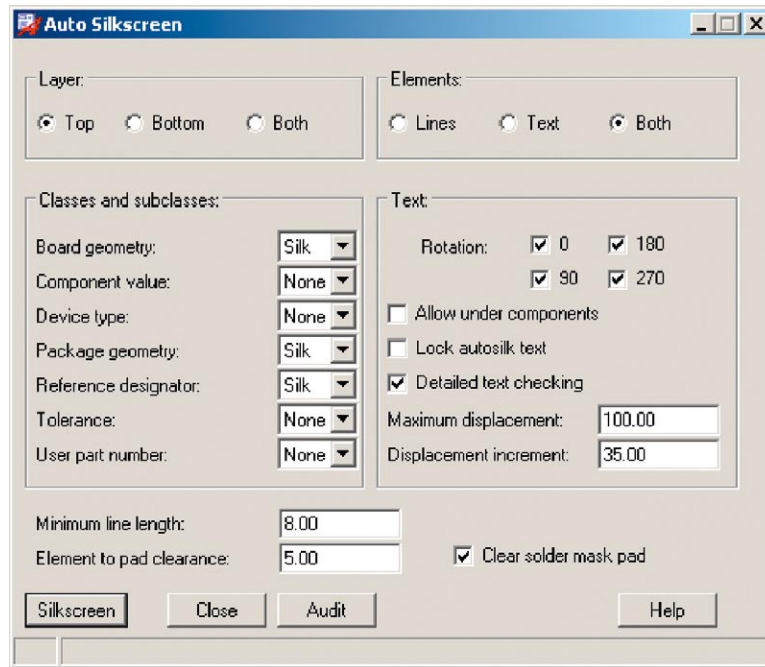 Auto Silkscreen
Layer:
Top Bottom Both
Elements:
Lines Text Both
Classes and subclasses:
Board geometry: Silk
Component value: None
Device type: None
Package geometry: Silk
Reference designator: Silk
Tolerance: None
User part number: None
Text:
Rotation: 0 180
90 270
Allow under components
Lock autosilk text
Detailed text checking
Maximum displacement: 100.00
Displacement increment: 35.00
Minimum line length: 8.00
Element to pad clearance: 5.00
Clear solder mask pad
Silkscreen Close Audit Help